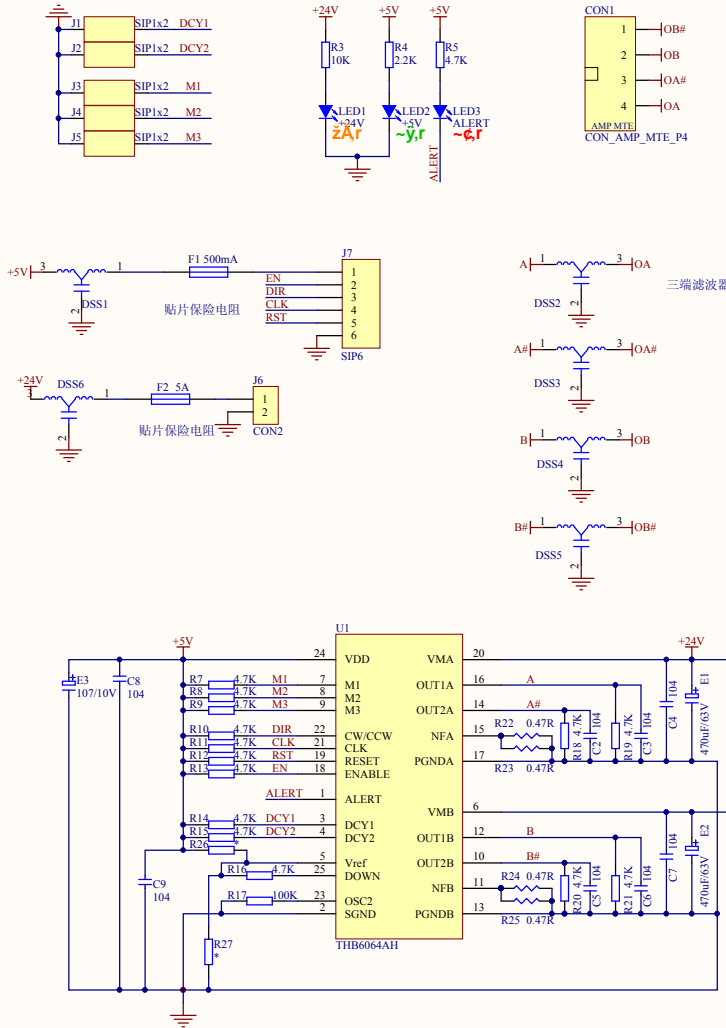 J1 SIP1x2 DCY1
J2 SIP1x2 DCY2
J3 SIP1x2 M1
J4 SIP1x2 M2
J5 SIP1x2 M3
+24V +5V +5V
R3 R4 R5
10K 2.2K 4.7K
LED1 LED2 LED3
+24V +5V ALERT
ALERT
CON1
1 OB#
2 OB
3 OA#
4 OA
AMP MTE
CON_AMP_MTE_P4
+5V 3 1 F1 500mA
DSS1
2
贴片保险电阻
J7
1
EN 2
DIR 3
CLK 4
RST 5
6
SIP6
+24V
3 DSS6 1 F2 5A
2
贴片保险电阻
J6
1
2
CON2
A 1 3 OA
DSS2
2
三端滤波器
A# 1 3 OA#
DSS3
2
B 1 3 OB
DSS4
2
B# 1 3 OB#
DSS5
2
U1
+5V +24V
24 VDD VMA 20
E3
107/10V
C8
104
R7 4.7K M1 7 M1 OUT1A 16 A
R8 4.7K M2 8 M2
R9 4.7K M3 9 M3 OUT2A 14 A#
R10 4.7K DIR 22 CW/CCW NFA 15
R11 4.7K CLK 21 CLK
R12 4.7K RST 19 RESET PGNDA 17
R13 4.7K EN 18 ENABLE
R22 0.47R
R23 0.47R
R18 4.7K
C2 104
R19 4.7K
C3 104
C4 104
E1
470uF/63V
ALERT 1 ALERT VMB 6
R14 4.7K DCY1 3 DCY1
R15 4.7K DCY2 4 DCY2 OUT1B 12 B
R26 *
5 Vref OUT2B 10 B#
R16 4.7K 25 DOWN
NFB 11
R17 100K 23 OSC2
2 SGND PGNDB 13
R24 0.47R
R25 0.47R
R20 4.7K
C5 104
R21 4.7K
C6 104
C7 104
E2
470uF/63V
C9
104
R27
*
THB6064AH